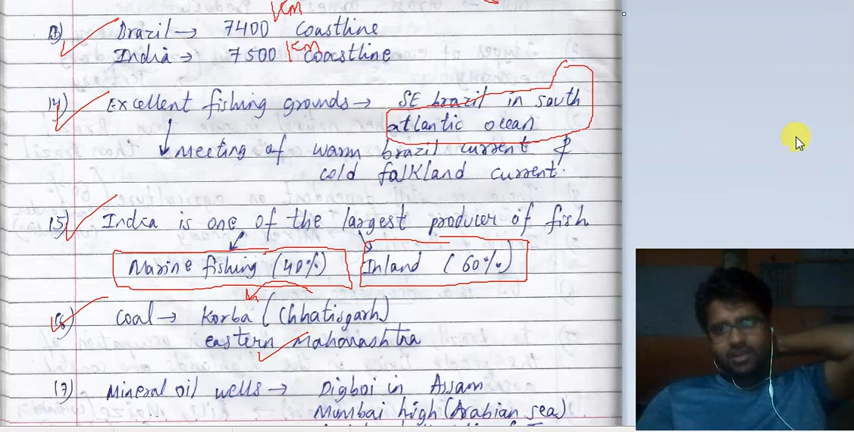 13) Brazil → 7400 KM Coastline
India → 7500 KM Coastline
14) Excellent fishing grounds → SE brazil in south
atlantic ocean
↓ Meeting of warm brazil current &
cold falkland current.
15) India is one of the largest producer of fish
Marine fishing (40%) Inland (60%)
16) Coal → Korba (Chhatisgarh)
eastern Maharashtra
17) Mineral oil wells → Digboi in Assam
Mumbai high (Arabian sea)